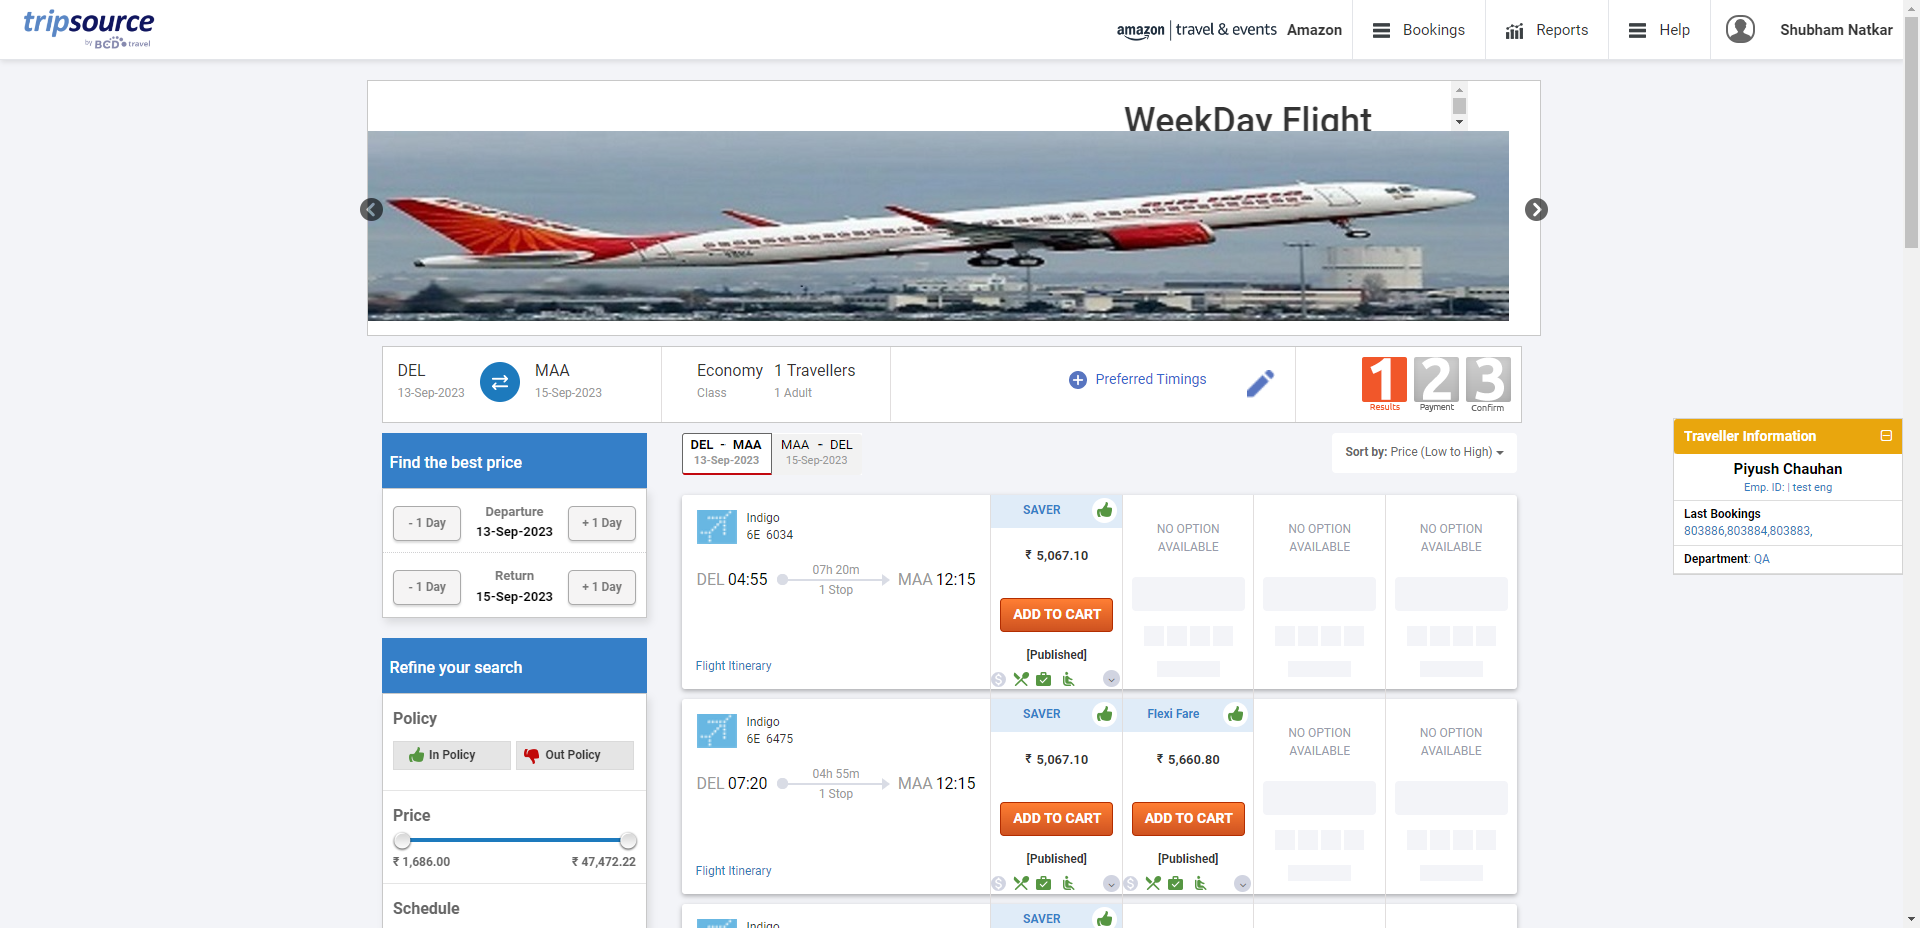 tripsource
by BCD travel
amazon | travel & events Amazon
Bookings
Reports
Help
Shubham Natkar
WeekDay Flight
DEL
13-Sep-2023
MAA
15-Sep-2023
Economy
Class
1 Travellers
1 Adult
Preferred Timings
1 2 3
Results Payment Confirm
Find the best price
- 1 Day
Departure
13-Sep-2023
+ 1 Day
- 1 Day
Return
15-Sep-2023
+ 1 Day
Refine your search
Policy
In Policy
Out Policy
Price
₹ 1,686.00
₹ 47,472.22
Schedule
DEL - MAA
13-Sep-2023
MAA - DEL
15-Sep-2023
Sort by: Price (Low to High)
Indigo
6E 6034
DEL 04:55
07h 20m
1 Stop
MAA 12:15
Flight Itinerary
SAVER
₹ 5,067.10
ADD TO CART
[Published]
NO OPTION
AVAILABLE
NO OPTION
AVAILABLE
NO OPTION
AVAILABLE
Indigo
6E 6475
DEL 07:20
04h 55m
1 Stop
MAA 12:15
Flight Itinerary
SAVER
₹ 5,067.10
ADD TO CART
[Published]
Flexi Fare
₹ 5,660.80
ADD TO CART
[Published]
NO OPTION
AVAILABLE
NO OPTION
AVAILABLE
Indigo
SAVER
Traveller Information
Piyush Chauhan
Emp. ID: | test eng
Last Bookings
803886,803884,803883,
Department: QA